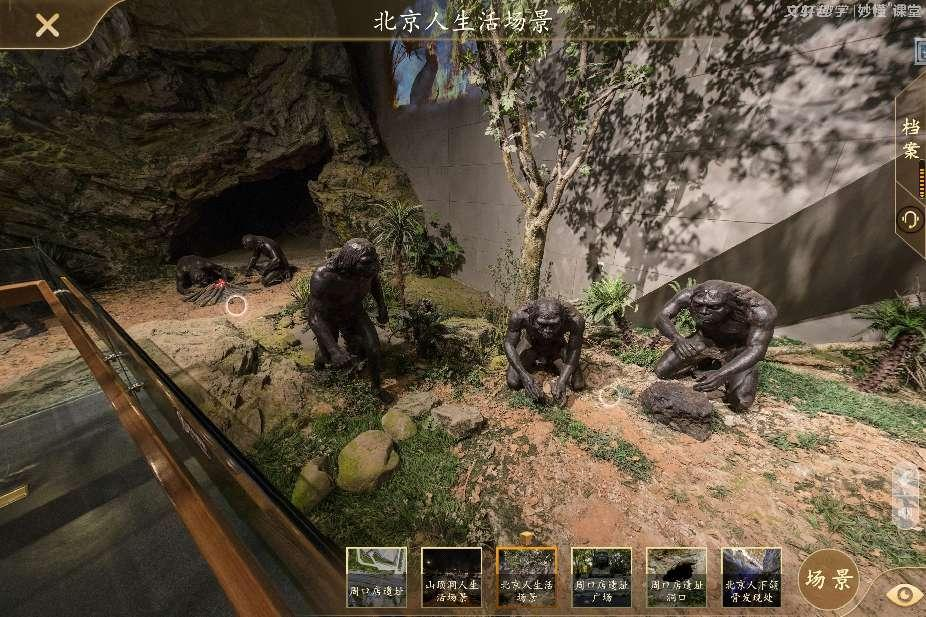 北京人生活场景
文轩趣学 | 妙懂®课堂
档案
周口店遗址
山顶洞人生
活场景
北京人生活
场景
周口店遗址
广场
周口店遗址
洞口
北京人下颌
骨发现处
场景